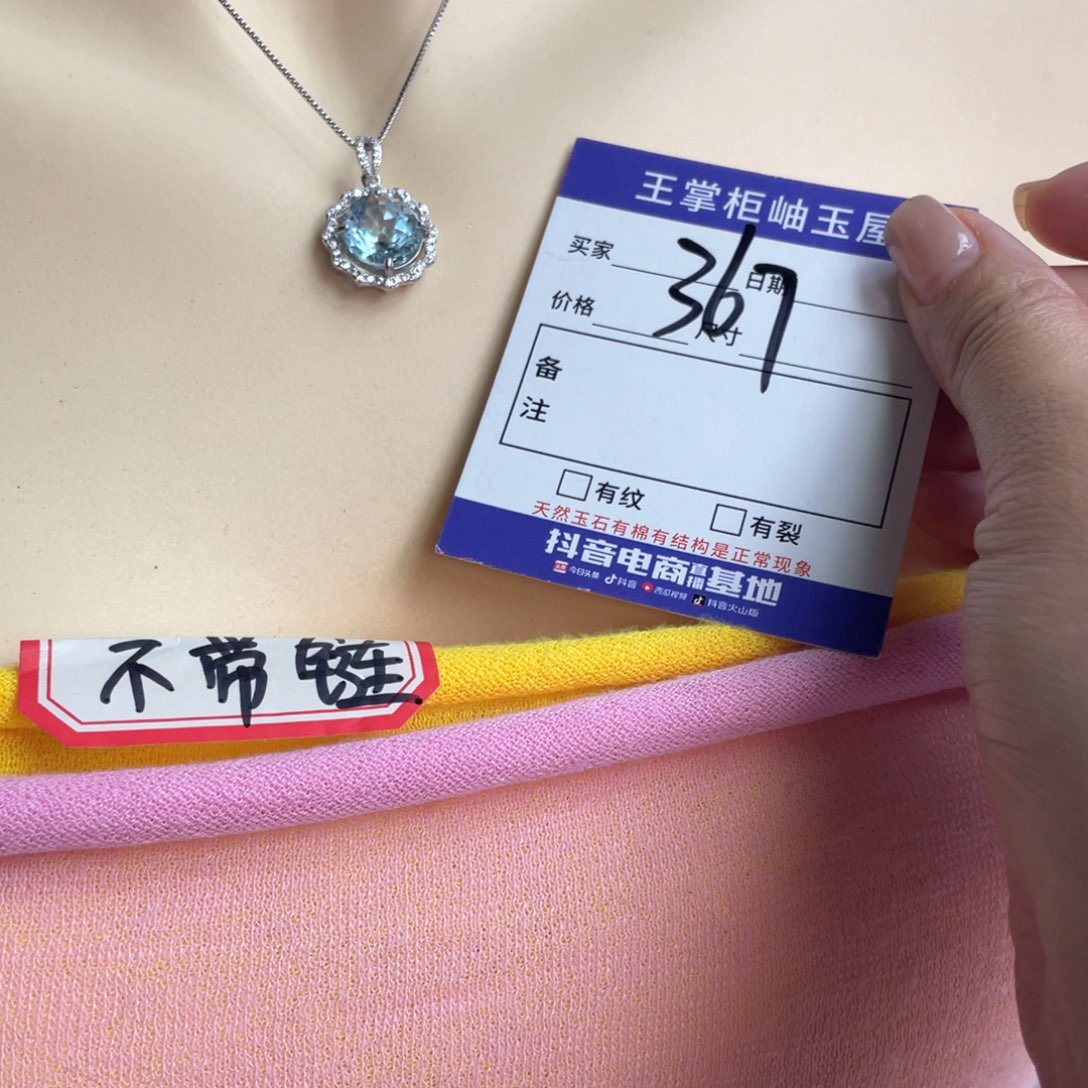 王掌柜岫玉屋
367
买家 日期
价格 尺寸
备
注
有纹 有裂
天然玉石有棉有结构是正常现象
抖音电商直播基地
今日头条 抖音 西瓜视频 抖音火山版
不带链